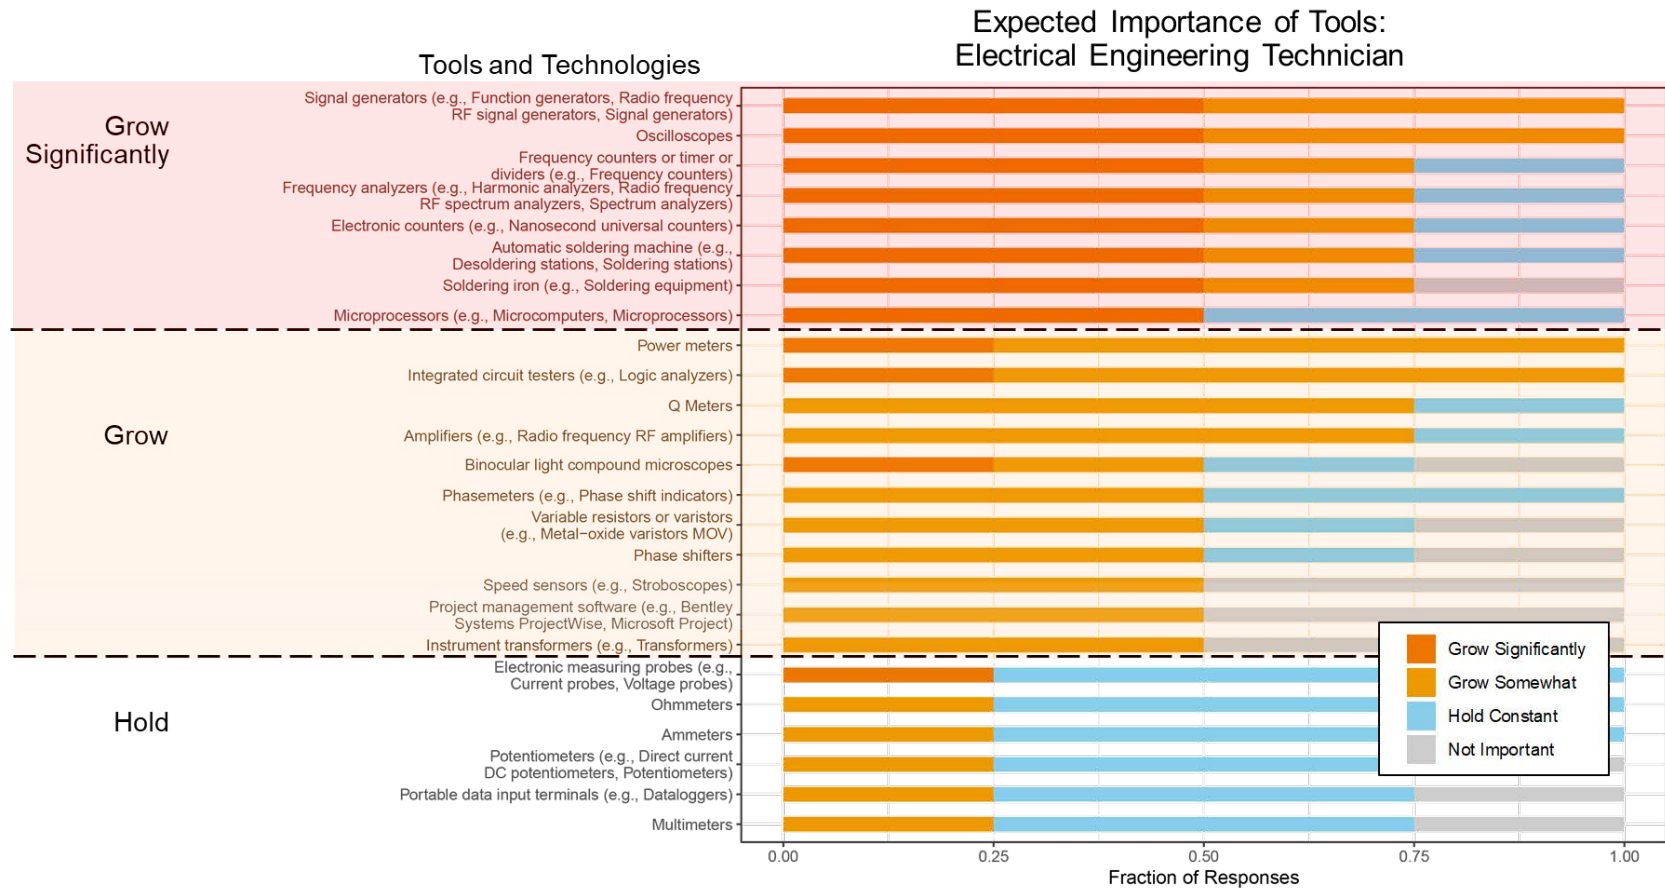 Expected Importance of Tools:
Electrical Engineering Technician
Tools and Technologies
Grow
Significantly
Signal generators (e.g., Function generators, Radio frequency
RF signal generators, Signal generators)
Oscilloscopes
Frequency counters or timer or
dividers (e.g., Frequency counters)
Frequency analyzers (e.g., Harmonic analyzers, Radio frequency
RF spectrum analyzers, Spectrum analyzers)
Electronic counters (e.g., Nanosecond universal counters)
Automatic soldering machine (e.g.,
Desoldering stations, Soldering stations)
Soldering iron (e.g., Soldering equipment)
Microprocessors (e.g., Microcomputers, Microprocessors)
Grow
Power meters
Integrated circuit testers (e.g., Logic analyzers)
Q Meters
Amplifiers (e.g., Radio frequency RF amplifiers)
Binocular light compound microscopes
Phasemeters (e.g., Phase shift indicators)
Variable resistors or varistors
(e.g., Metal−oxide varistors MOV)
Phase shifters
Speed sensors (e.g., Stroboscopes)
Project management software (e.g., Bentley
Systems ProjectWise, Microsoft Project)
Instrument transformers (e.g., Transformers)
Hold
Electronic measuring probes (e.g.,
Current probes, Voltage probes)
Ohmmeters
Ammeters
Potentiometers (e.g., Direct current
DC potentiometers, Potentiometers)
Portable data input terminals (e.g., Dataloggers)
Multimeters
Grow Significantly
Grow Somewhat
Hold Constant
Not Important
0.00 0.25 0.50 0.75 1.00
Fraction of Responses